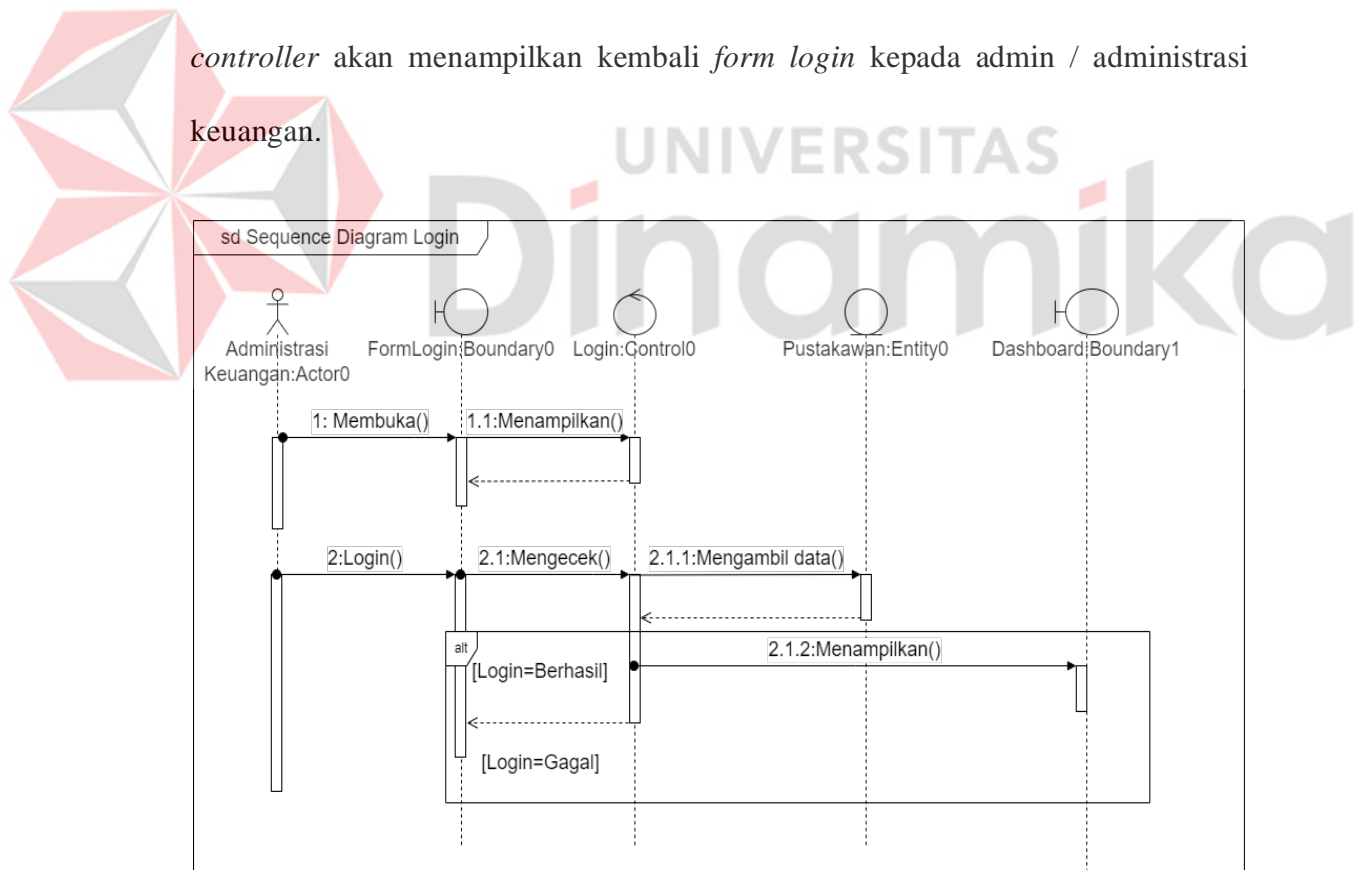 controller akan menampilkan kembali form login kepada admin / administrasi
keuangan.
UNIVERSITAS
Dinamika
sd Sequence Diagram Login
Administrasi
Keuangan:Actor0
FormLogin:Boundary0
Login:Control0
Pustakawan:Entity0
Dashboard:Boundary1
1: Membuka()
1.1:Menampilkan()
2:Login()
2.1:Mengecek()
2.1.1:Mengambil data()
alt
2.1.2:Menampilkan()
[Login=Berhasil]
[Login=Gagal]